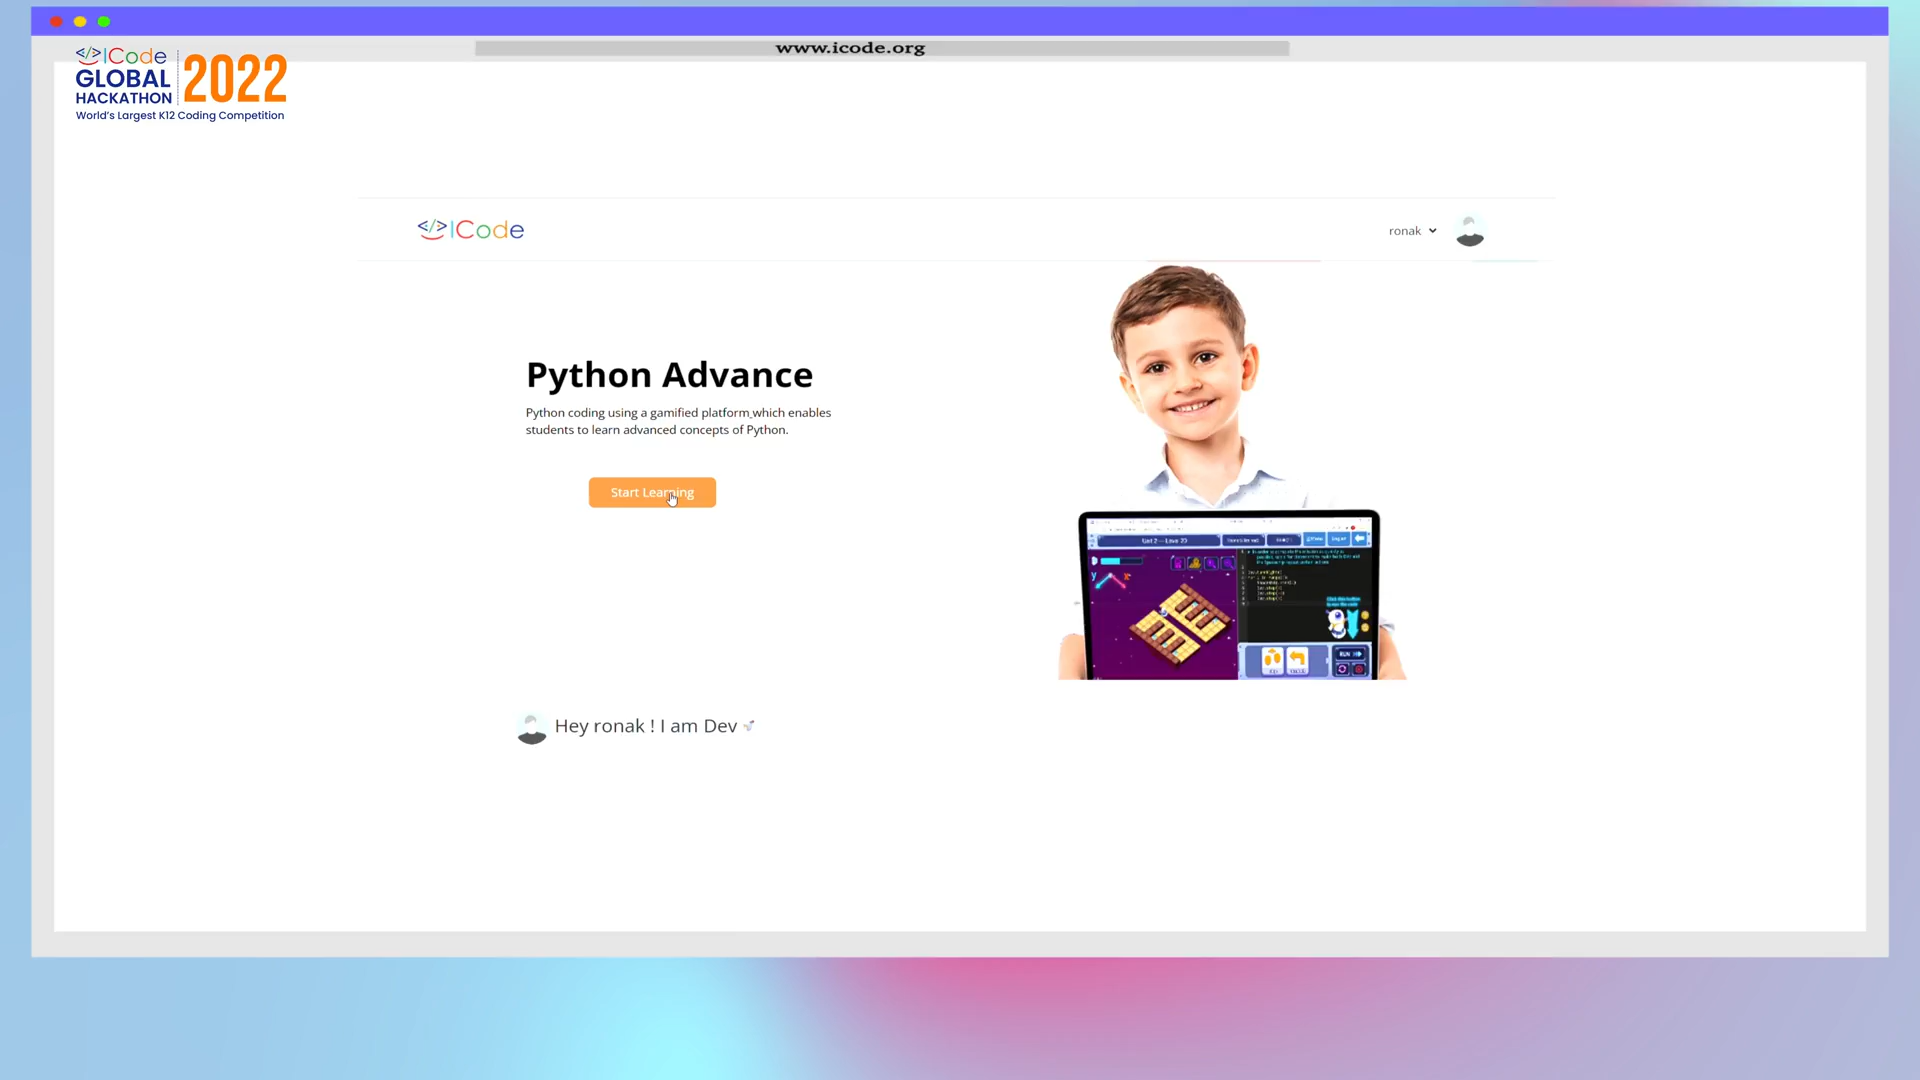 www.icode.org
</>ICode
GLOBAL
HACKATHON
2022
World's Largest K12 Coding Competition
</>ICode
ronak
Python Advance
Python coding using a gamified platform which enables
students to learn advanced concepts of Python.
Start Learning
RUN
Hey ronak ! I am Dev